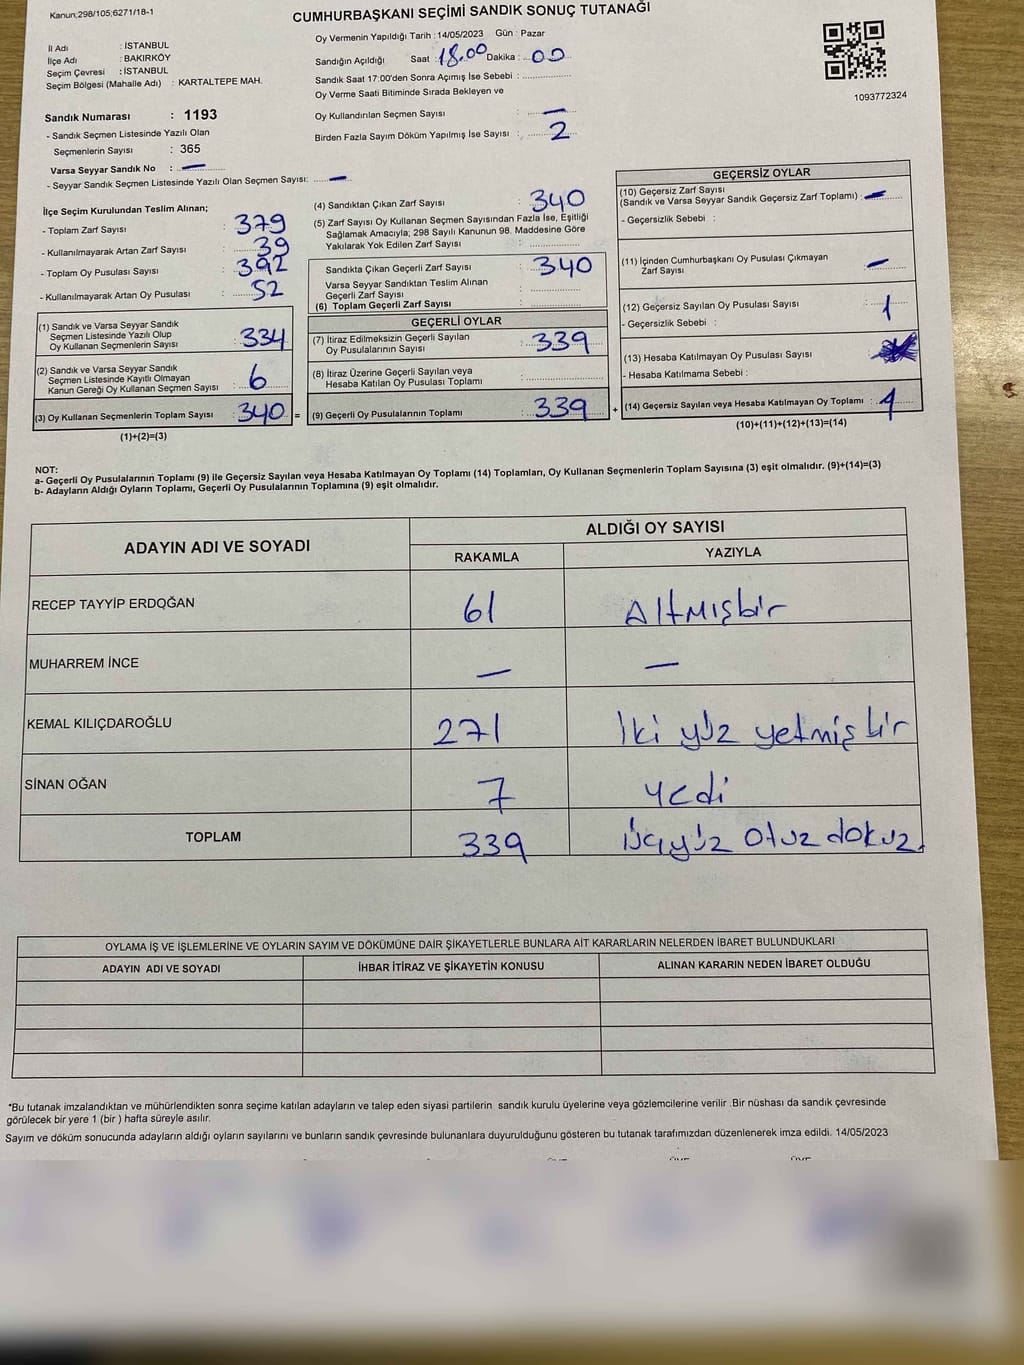 Kanun;298/105;6271/18-1
CUMHURBAŞKANI SEÇİMİ SANDIK SONUÇ TUTANAĞI
İl Adı : İSTANBUL
İlçe Adı : BAKIRKÖY
Seçim Çevresi : İSTANBUL
Seçim Bölgesi (Mahalle Adı) : KARTALTEPE MAH.
Sandık Numarası : 1193
- Sandık Seçmen Listesinde Yazılı Olan
Seçmenlerin Sayısı : 365
Varsa Seyyar Sandık No : —
- Seyyar Sandık Seçmen Listesinde Yazılı Olan Seçmen Sayısı: —
Oy Vermenin Yapıldığı Tarih : 14/05/2023 Gün : Pazar
Sandığın Açıldığı Saat : 18.00 Dakika : 00
Sandık Saat 17:00'den Sonra Açımış İse Sebebi :
Oy Verme Saati Bitiminde Sırada Bekleyen ve
Oy Kullandırılan Seçmen Sayısı : —
Birden Fazla Sayım Döküm Yapılmış İse Sayısı : 2
1093772324
İlçe Seçim Kurulundan Teslim Alınan;
- Toplam Zarf Sayısı : 379
- Kullanılmayarak Artan Zarf Sayısı : 39
- Toplam Oy Pusulası Sayısı : 392
- Kullanılmayarak Artan Oy Pusulası : 52
(1) Sandık ve Varsa Seyyar Sandık
Seçmen Listesinde Yazılı Olup
Oy Kullanan Seçmenlerin Sayısı : 334
(2) Sandık ve Varsa Seyyar Sandık
Seçmen Listesinde Kayıtlı Olmayan
Kanun Gereği Oy Kullanan Seçmen Sayısı : 6
(3) Oy Kullanan Seçmenlerin Toplam Sayısı : 340 =
(1)+(2)=(3)
(4) Sandıktan Çıkan Zarf Sayısı : 340
(5) Zarf Sayısı Oy Kullanan Seçmen Sayısından Fazla İse, Eşitliği
Sağlamak Amacıyla; 298 Sayılı Kanunun 98. Maddesine Göre
Yakılarak Yok Edilen Zarf Sayısı :
Sandıkta Çıkan Geçerli Zarf Sayısı : 340
Varsa Seyyar Sandıktan Teslim Alınan
Geçerli Zarf Sayısı :
(6) Toplam Geçerli Zarf Sayısı :
GEÇERLİ OYLAR
(7) İtiraz Edilmeksizin Geçerli Sayılan
Oy Pusulalarının Sayısı : 339
(8) İtiraz Üzerine Geçerli Sayılan veya
Hesaba Katılan Oy Pusulası Toplamı :
(9) Geçerli Oy Pusulalarının Toplamı : 339 +
GEÇERSİZ OYLAR
(10) Geçersiz Zarf Sayısı
(Sandık ve Varsa Seyyar Sandık Geçersiz Zarf Toplamı) : —
- Geçersizlik Sebebi :
(11) İçinden Cumhurbaşkanı Oy Pusulası Çıkmayan
Zarf Sayısı : —
(12) Geçersiz Sayılan Oy Pusulası Sayısı : 1
- Geçersizlik Sebebi :
(13) Hesaba Katılmayan Oy Pusulası Sayısı
- Hesaba Katılmama Sebebi :
(14) Geçersiz Sayılan veya Hesaba Katılmayan Oy Toplamı : 1
(10)+(11)+(12)+(13)=(14)
NOT:
a- Geçerli Oy Pusulalarının Toplamı (9) ile Geçersiz Sayılan veya Hesaba Katılmayan Oy Toplamı (14) Toplamları, Oy Kullanan Seçmenlerin Toplam Sayısına (3) eşit olmalıdır. (9)+(14)=(3)
b- Adayların Aldığı Oyların Toplamı, Geçerli Oy Pusulalarının Toplamına (9) eşit olmalıdır.
ADAYIN ADI VE SOYADI ALDIĞI OY SAYISI
RAKAMLA YAZIYLA
RECEP TAYYİP ERDOĞAN 61 Altmışbir
MUHARREM İNCE — —
KEMAL KILIÇDAROĞLU 271 İki yüz yetmiş bir
SİNAN OĞAN 7 yedi
TOPLAM 339 üçyüz otuz dokuz.
OYLAMA İŞ VE İŞLEMLERİNE VE OYLARIN SAYIM VE DÖKÜMÜNE DAİR ŞİKAYETLERLE BUNLARA AİT KARARLARIN NELERDEN İBARET BULUNDUKLARI
ADAYIN ADI VE SOYADI İHBAR İTİRAZ VE ŞİKAYETİN KONUSU ALINAN KARARIN NEDEN İBARET OLDUĞU
*Bu tutanak imzalandıktan ve mühürlendikten sonra seçime katılan adayların ve talep eden siyasi partilerin sandık kurulu üyelerine veya gözlemcilerine verilir .Bir nüshası da sandık çevresinde
görülecek bir yere 1 (bir ) hafta süreyle asılır.
Sayım ve döküm sonucunda adayların aldığı oyların sayılarını ve bunların sandık çevresinde bulunanlara duyurulduğunu gösteren bu tutanak tarafımızdan düzenlenerek imza edildi. 14/05/2023